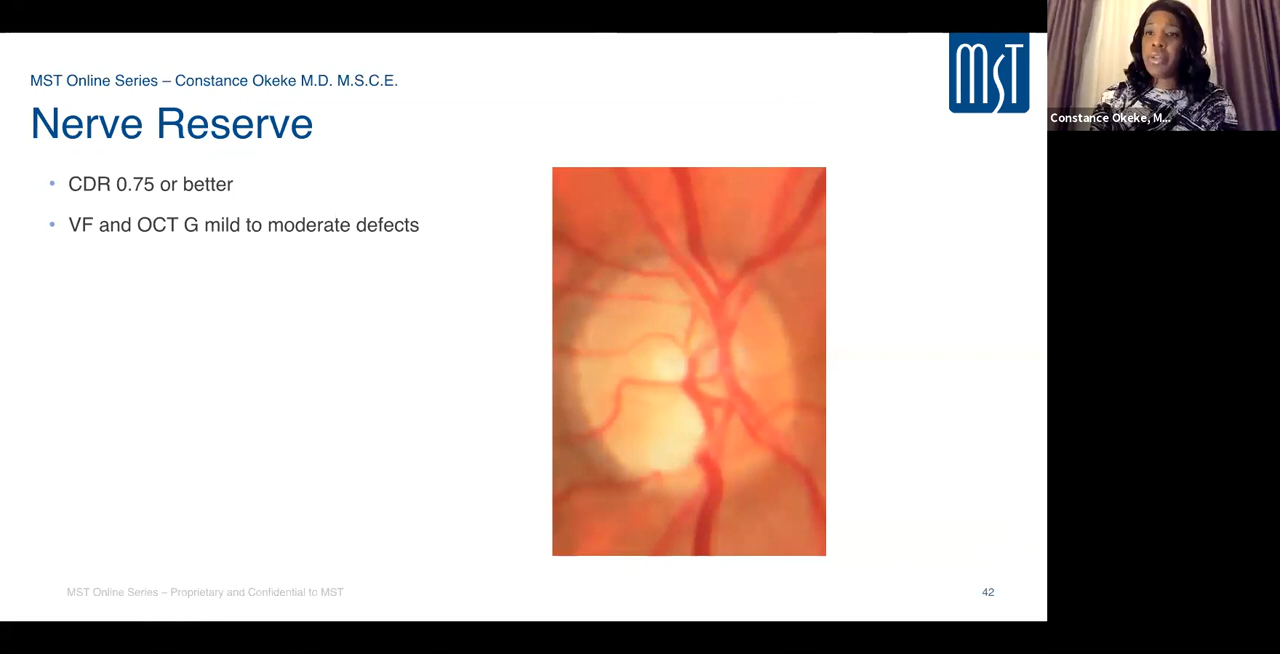 MST Online Series – Constance Okeke M.D. M.S.C.E.
MST
Nerve Reserve
Constance Okeke, M...
• CDR 0.75 or better
• VF and OCT G mild to moderate defects
MST Online Series – Proprietary and Confidential to MST
42